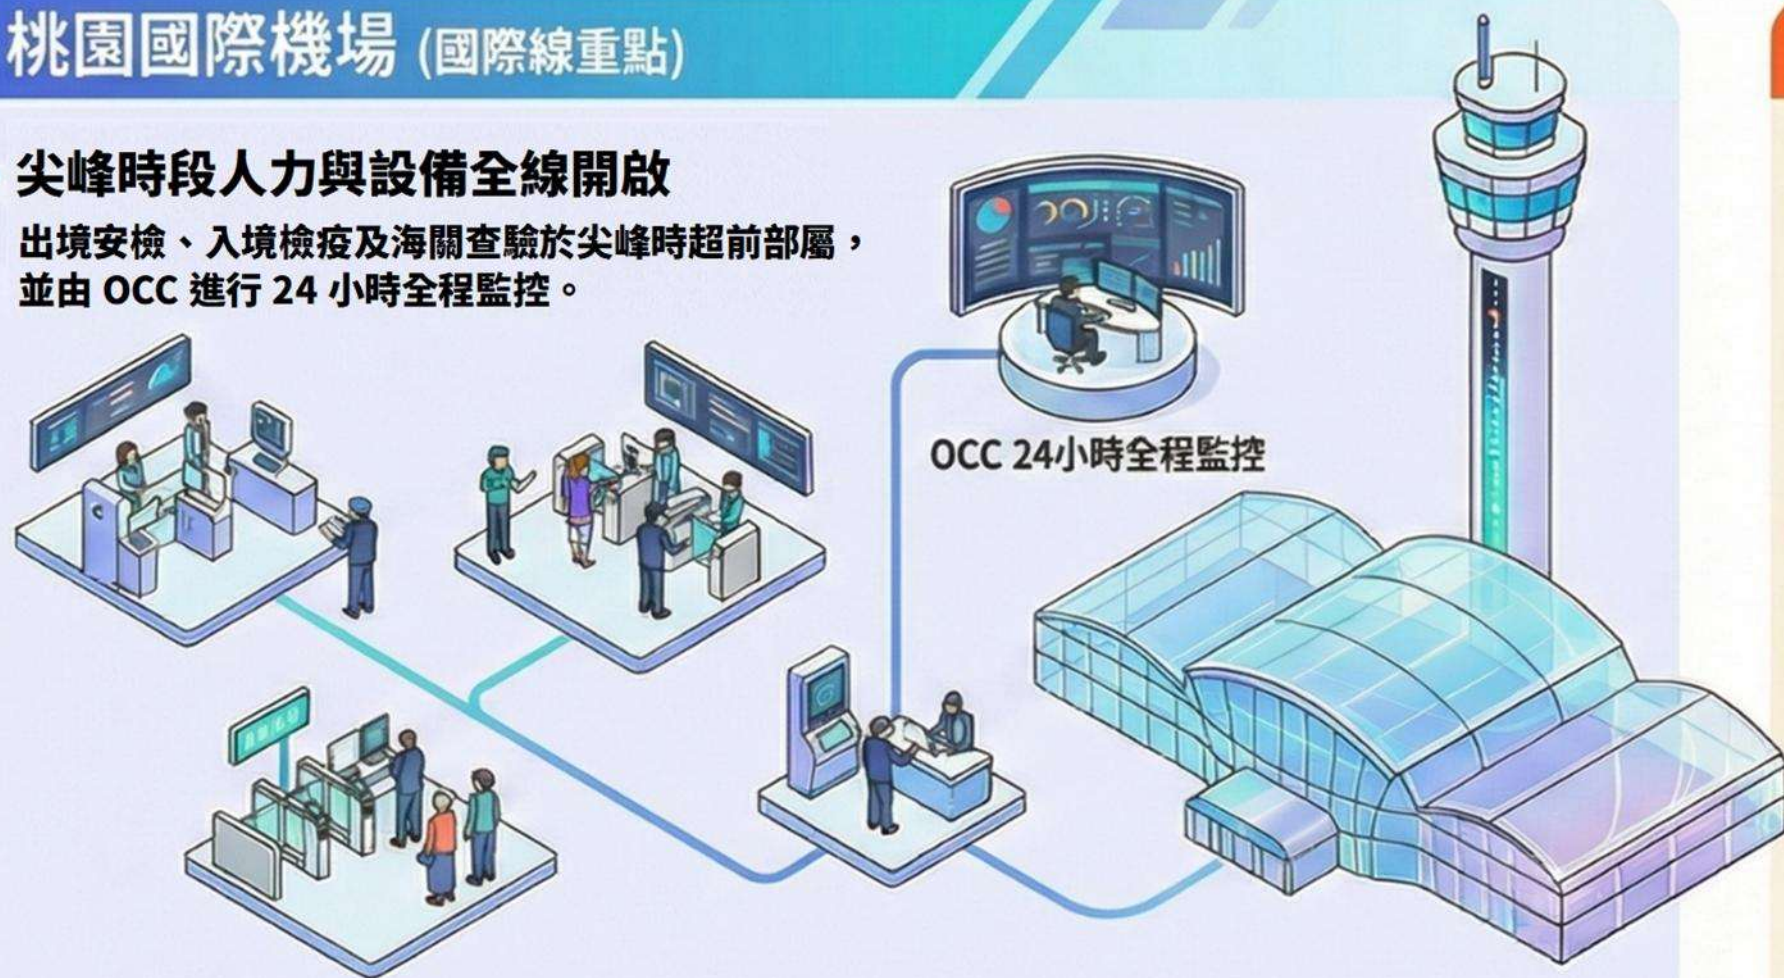 桃園國際機場 (國際線重點)
尖峰時段人力與設備全線開啟
出境安檢、入境檢疫及海關查驗於尖峰時超前部屬，
並由 OCC 進行 24 小時全程監控。
OCC 24小時全程監控